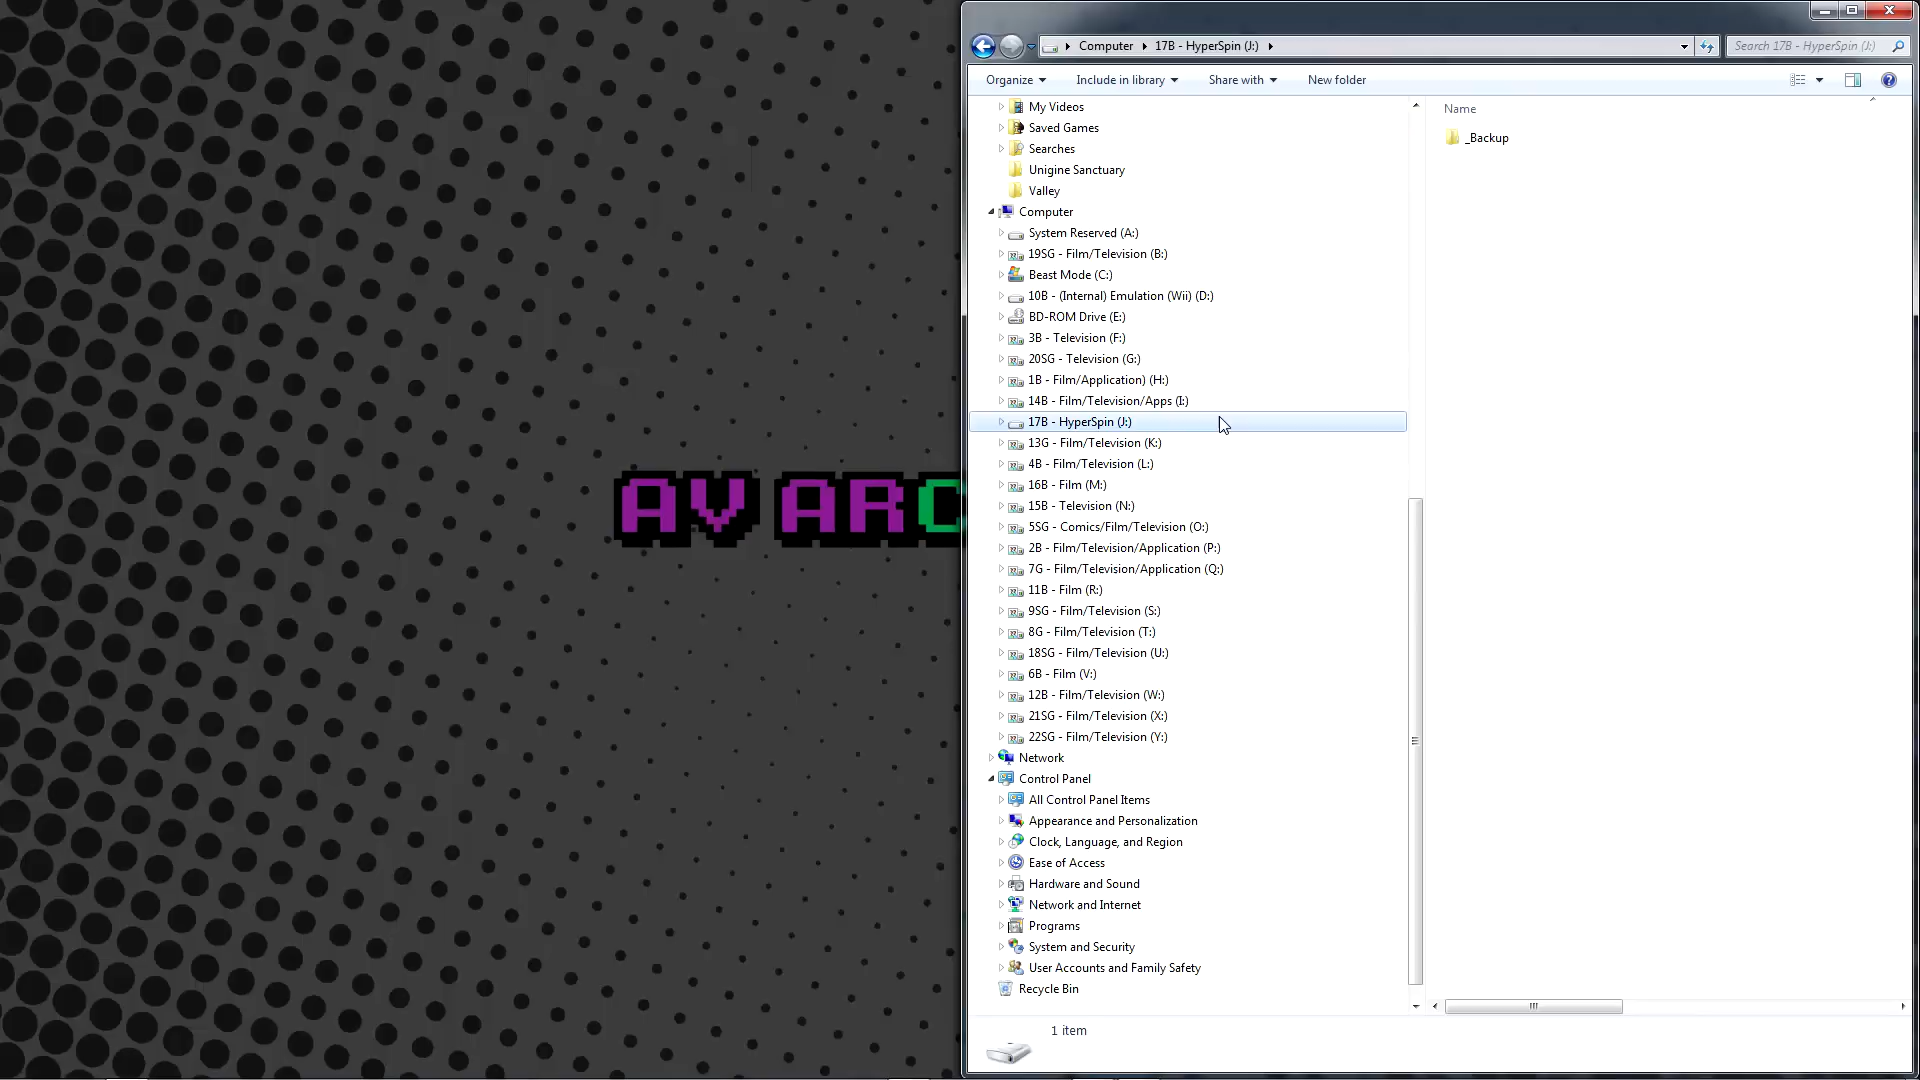 AV ARC
Computer
17B - HyperSpin (J:)
Search 17B - HyperSpin (J:)
Organize
Include in library
Share with
New folder
My Videos
Saved Games
Searches
Unigine Sanctuary
Valley
Computer
System Reserved (A:)
19SG - Film/Television (B:)
Beast Mode (C:)
10B - (Internal) Emulation (Wii) (D:)
BD-ROM Drive (E:)
3B - Television (F:)
20SG - Television (G:)
1B - Film/Application) (H:)
14B - Film/Television/Apps (I:)
17B - HyperSpin (J:)
13G - Film/Television (K:)
4B - Film/Television (L:)
16B - Film (M:)
15B - Television (N:)
5SG - Comics/Film/Television (O:)
2B - Film/Television/Application (P:)
7G - Film/Television/Application (Q:)
11B - Film (R:)
9SG - Film/Television (S:)
8G - Film/Television (T:)
18SG - Film/Television (U:)
6B - Film (V:)
12B - Film/Television (W:)
21SG - Film/Television (X:)
22SG - Film/Television (Y:)
Network
Control Panel
All Control Panel Items
Appearance and Personalization
Clock, Language, and Region
Ease of Access
Hardware and Sound
Network and Internet
Programs
System and Security
User Accounts and Family Safety
Recycle Bin
Name
_Backup
1 item